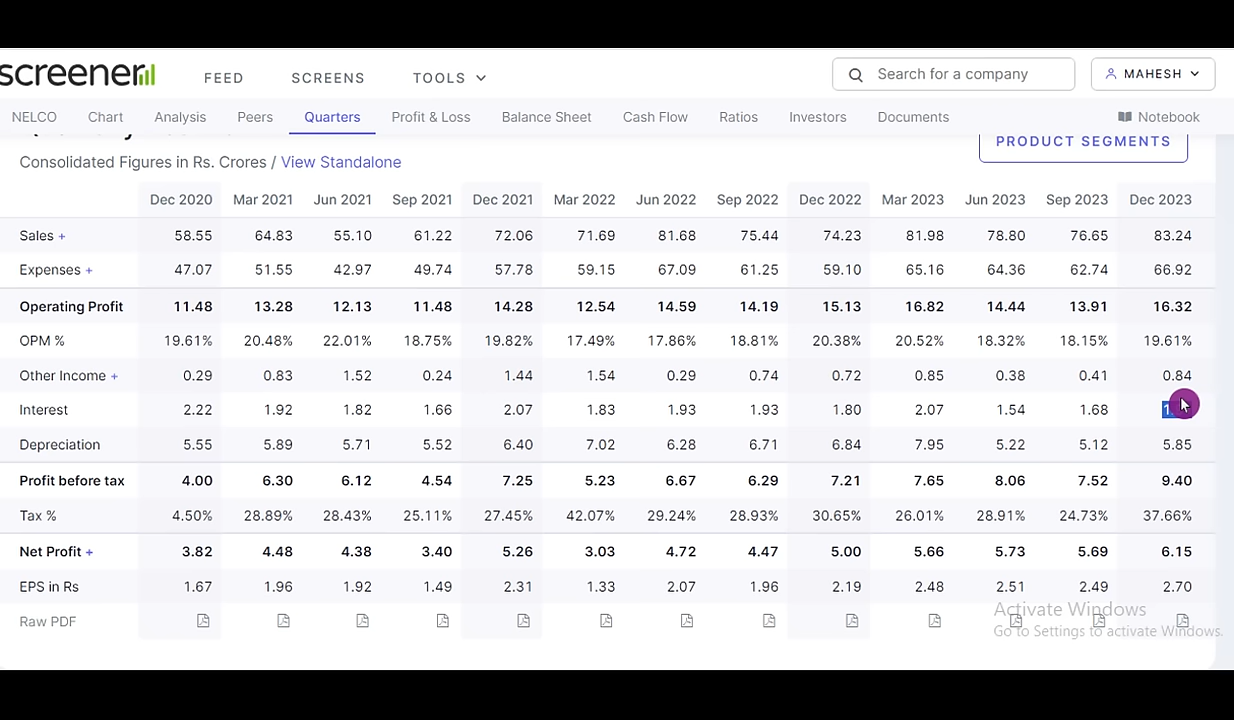 screener
FEED SCREENS TOOLS Search for a company MAHESH
NELCO Chart Analysis Peers Quarters Profit & Loss Balance Sheet Cash Flow Ratios Investors Documents Notebook
PRODUCT SEGMENTS
Consolidated Figures in Rs. Crores / View Standalone
Dec 2020 Mar 2021 Jun 2021 Sep 2021 Dec 2021 Mar 2022 Jun 2022 Sep 2022 Dec 2022 Mar 2023 Jun 2023 Sep 2023 Dec 2023
Sales + 58.55 64.83 55.10 61.22 72.06 71.69 81.68 75.44 74.23 81.98 78.80 76.65 83.24
Expenses + 47.07 51.55 42.97 49.74 57.78 59.15 67.09 61.25 59.10 65.16 64.36 62.74 66.92
Operating Profit 11.48 13.28 12.13 11.48 14.28 12.54 14.59 14.19 15.13 16.82 14.44 13.91 16.32
OPM % 19.61% 20.48% 22.01% 18.75% 19.82% 17.49% 17.86% 18.81% 20.38% 20.52% 18.32% 18.15% 19.61%
Other Income + 0.29 0.83 1.52 0.24 1.44 1.54 0.29 0.74 0.72 0.85 0.38 0.41 0.84
Interest 2.22 1.92 1.82 1.66 2.07 1.83 1.93 1.93 1.80 2.07 1.54 1.68
Depreciation 5.55 5.89 5.71 5.52 6.40 7.02 6.28 6.71 6.84 7.95 5.22 5.12 5.85
Profit before tax 4.00 6.30 6.12 4.54 7.25 5.23 6.67 6.29 7.21 7.65 8.06 7.52 9.40
Tax % 4.50% 28.89% 28.43% 25.11% 27.45% 42.07% 29.24% 28.93% 30.65% 26.01% 28.91% 24.73% 37.66%
Net Profit + 3.82 4.48 4.38 3.40 5.26 3.03 4.72 4.47 5.00 5.66 5.73 5.69 6.15
EPS in Rs 1.67 1.96 1.92 1.49 2.31 1.33 2.07 1.96 2.19 2.48 2.51 2.49 2.70
Raw PDF
Activate Windows
Go to Settings to activate Windows.